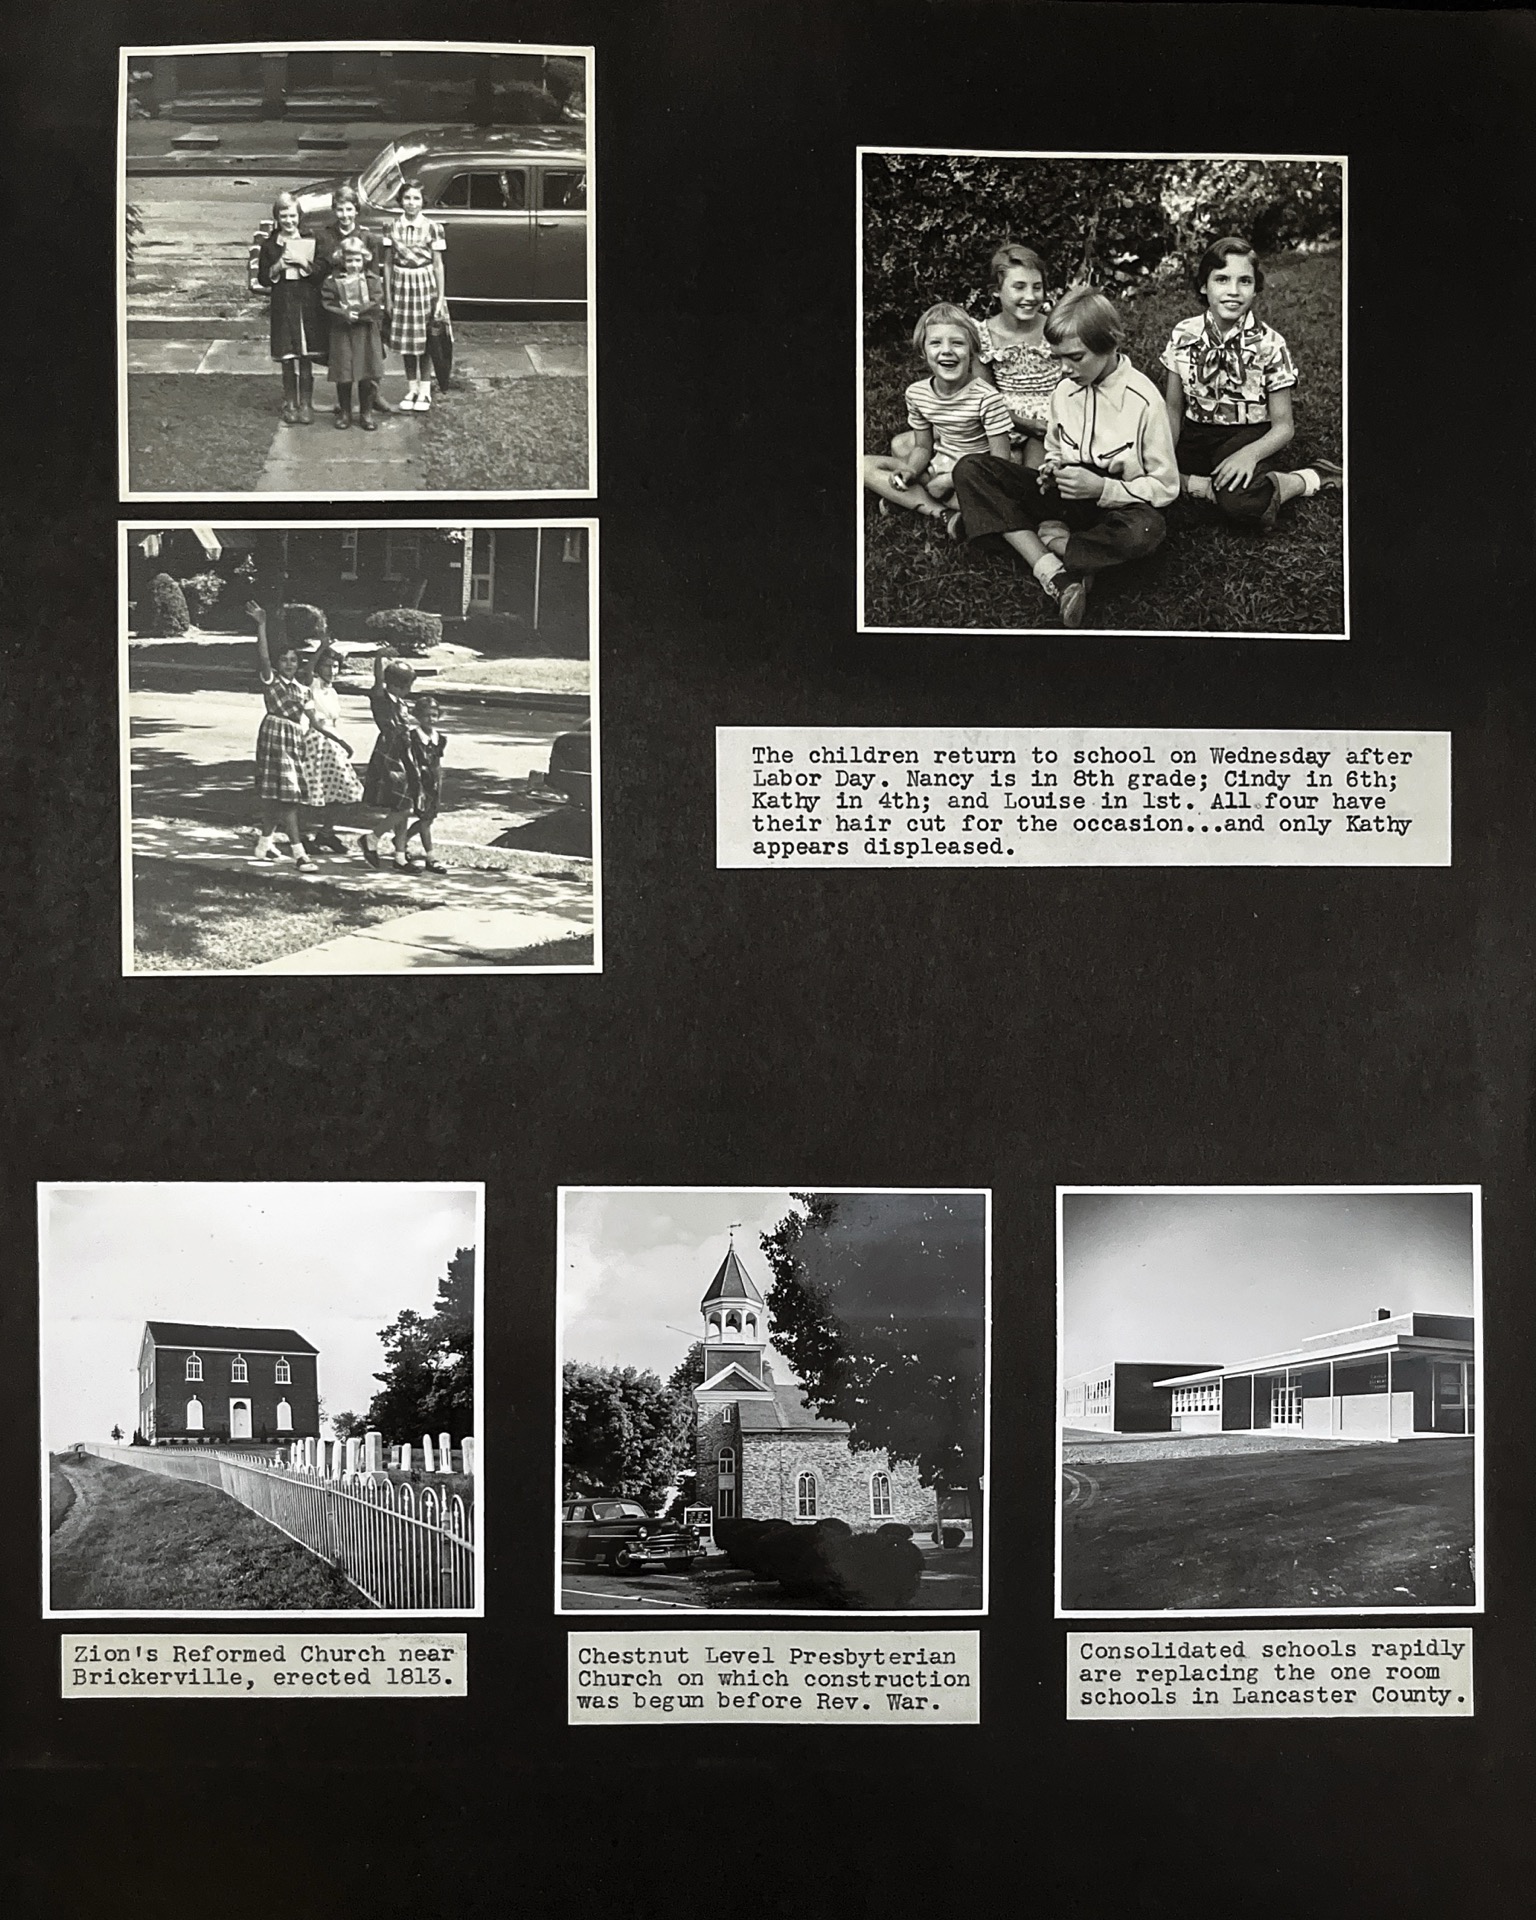 The children return to school on Wednesday after
Labor Day. Nancy is in 8th grade; Cindy in 6th;
Kathy in 4th; and Louise in 1st. All four have
their hair cut for the occasion...and only Kathy
appears displeased.
Zion's Reformed Church near
Brickerville, erected 1813.
Chestnut Level Presbyterian
Church on which construction
was begun before Rev. War.
Consolidated schools rapidly
are replacing the one room
schools in Lancaster County.